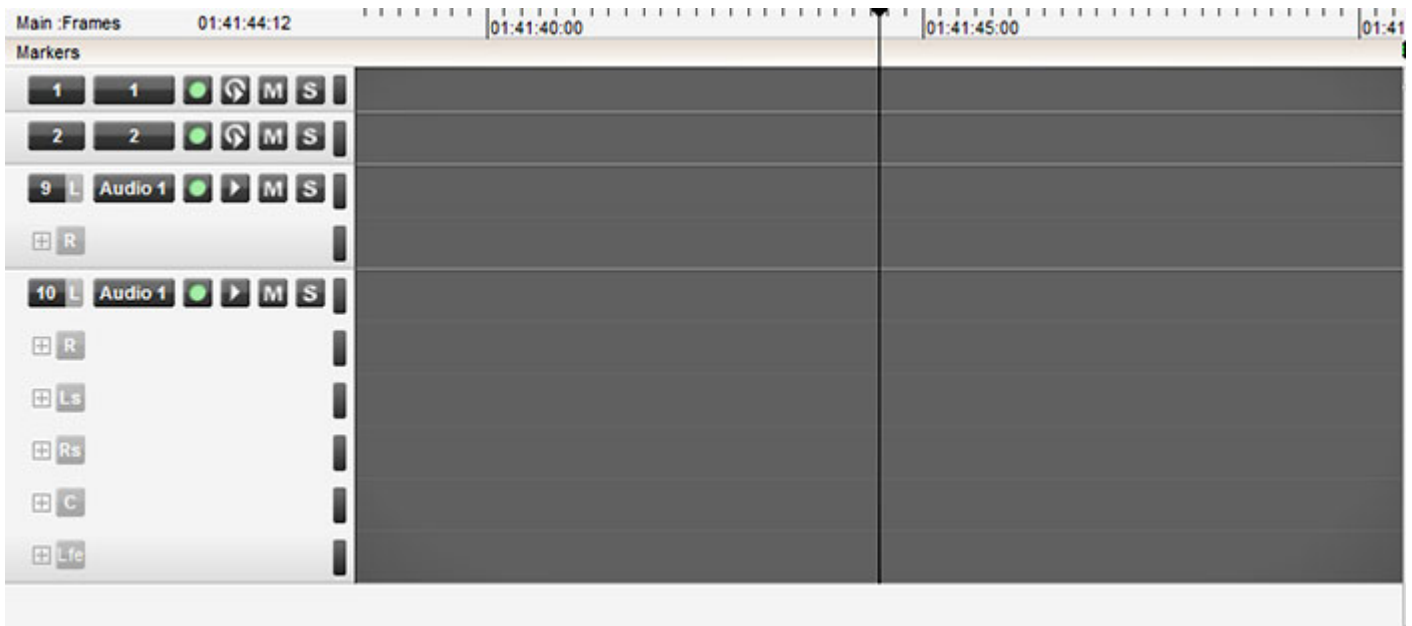 Main :Frames 01:41:44:12 01:41:40:00 01:41:45:00 01:41
Markers
1 1 M S
2 2 M S
9 L Audio 1 M S
R
10 L Audio 1 M S
R
Ls
Rs
C
Lfe